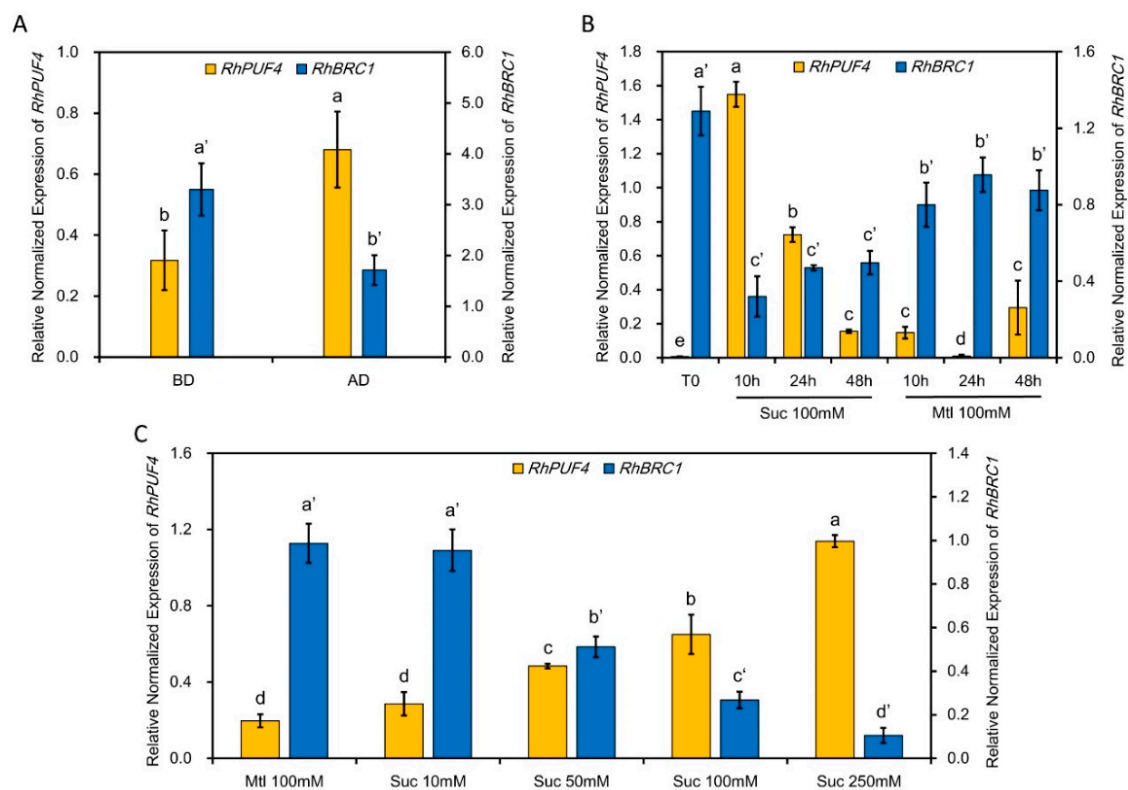 A
Relative Normalized Expression of RhPUF4
1.0
0.8
0.6
0.4
0.2
0.0
RhPUF4 RhBRC1
b a’ a b’
BD AD
6.0
5.0
4.0
3.0
2.0
1.0
0.0
Relative Normalized Expression of RhBRC1
B
Relative Normalized Expression of RhPUF4
1.8
1.6
1.4
1.2
1.0
0.8
0.6
0.4
0.2
0.0
RhPUF4 RhBRC1
e a’ a c’ b c’ c c’ c b’ d b’ c b’
T0 10h 24h 48h 10h 24h 48h
Suc 100mM Mtl 100mM
1.6
1.2
0.8
0.4
0.0
Relative Normalized Expression of RhBRC1
C
Relative Normalized Expression of RhPUF4
1.6
1.2
0.8
0.4
0.0
RhPUF4 RhBRC1
d a’ d a’ c b’ b c‘ a d’
Mtl 100mM Suc 10mM Suc 50mM Suc 100mM Suc 250mM
1.4
1.2
1.0
0.8
0.6
0.4
0.2
0.0
Relative Normalized Expression of RhBRC1